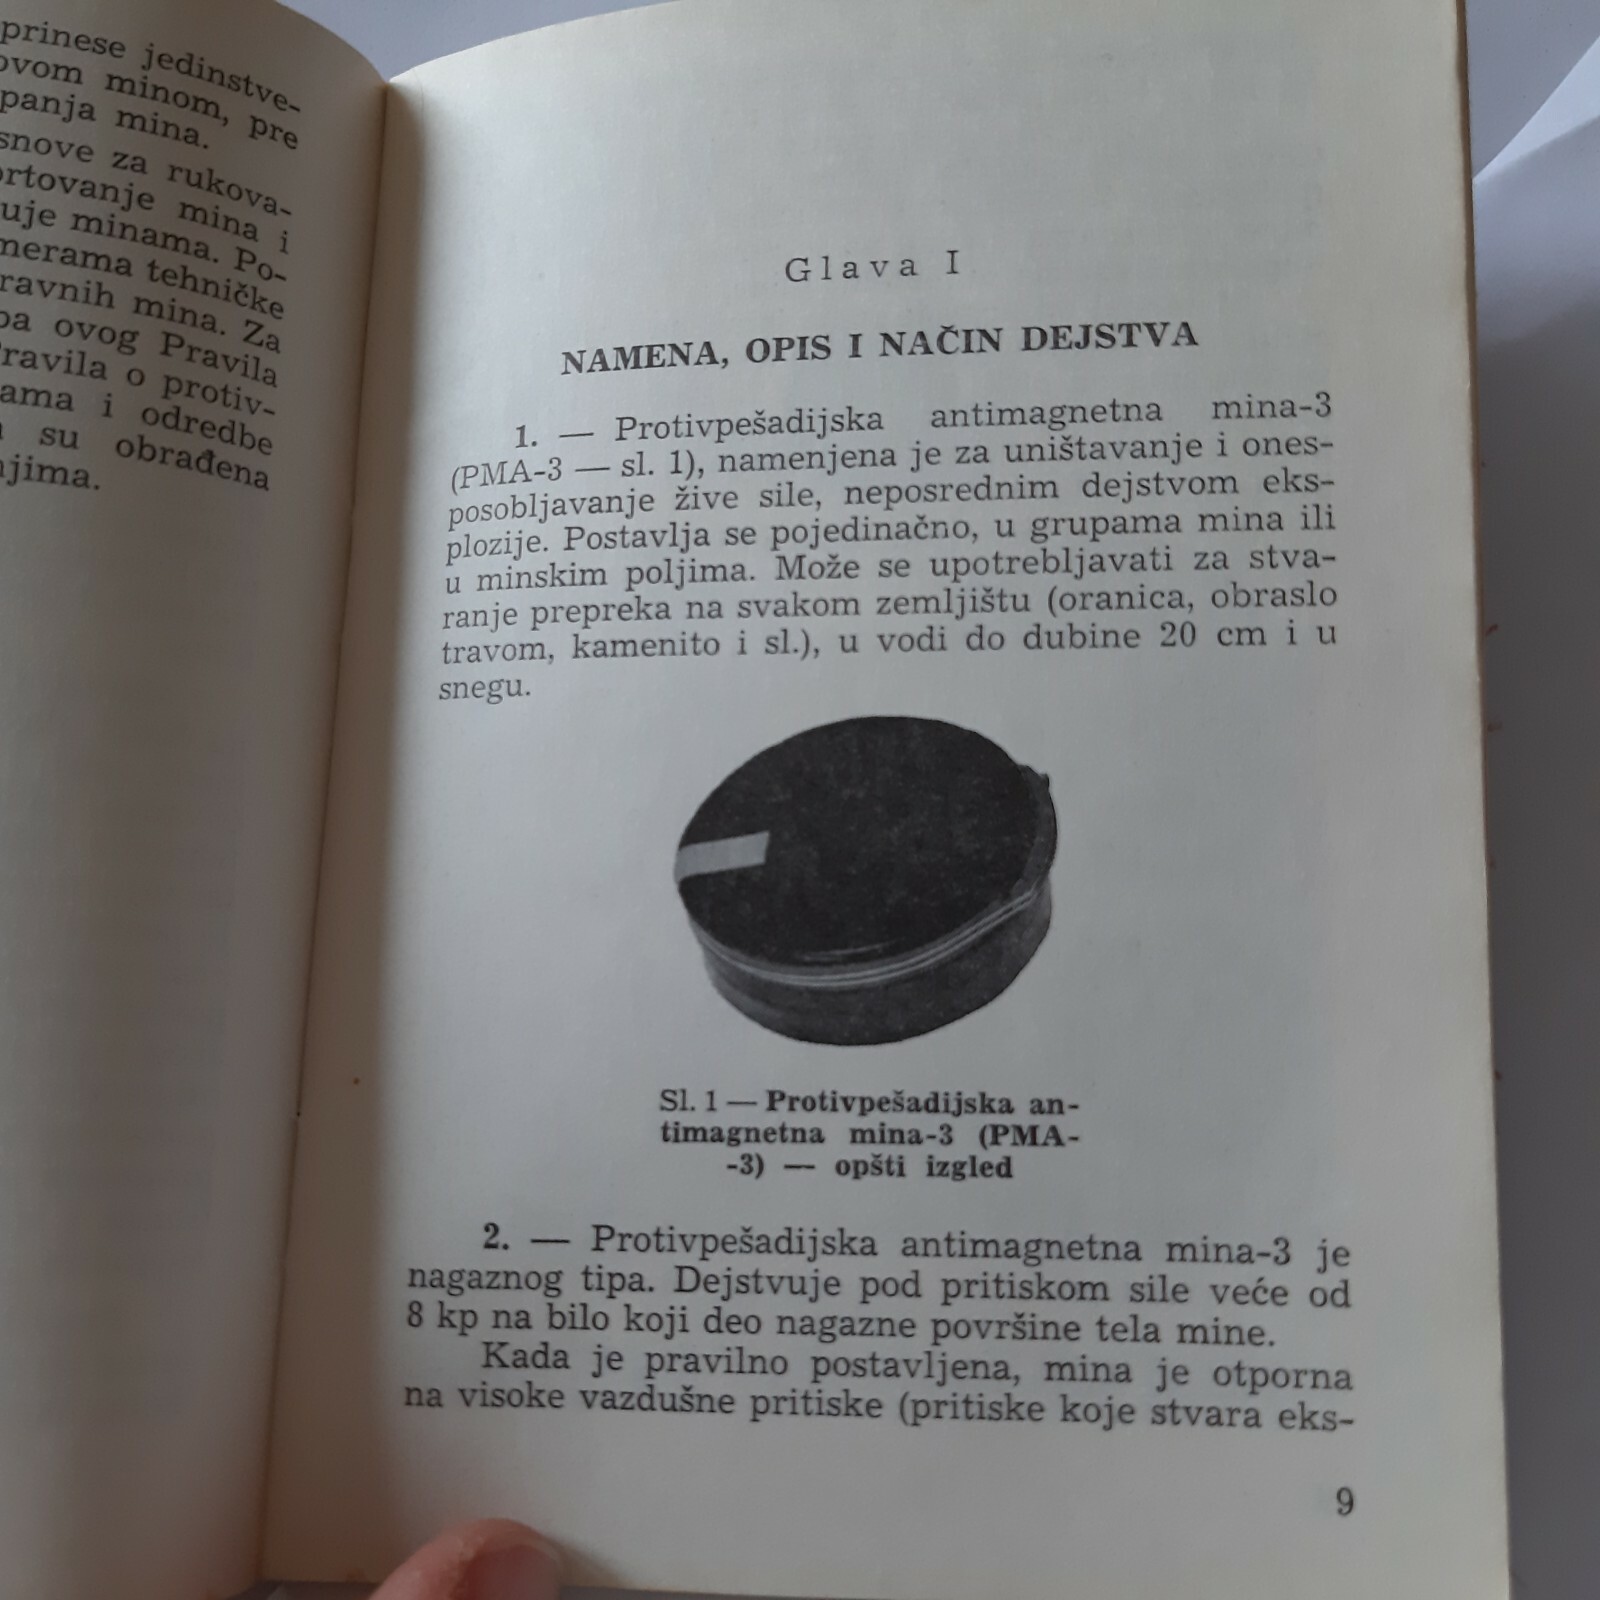 prinese jedinstve-
ovom minom, pre
panja mina.
snove za rukova-
ortovanje mina i
uje minama. Po-
merama tehničke
ravnih mina. Za
ba ovog Pravila
Pravila o protiv-
ama i odredbe
su obrađena
njima.
Glava I
NAMENA, OPIS I NAČIN DEJSTVA
1. — Protivpešadijska antimagnetna mina-3
(PMA-3 — sl. 1), namenjena je za uništavanje i ones-
posobljavanje žive sile, neposrednim dejstvom eks-
plozije. Postavlja se pojedinačno, u grupama mina ili
u minskim poljima. Može se upotrebljavati za stva-
ranje prepreka na svakom zemljištu (oranica, obraslo
travom, kamenito i sl.), u vodi do dubine 20 cm i u
snegu.
Sl. 1 — Protivpešadijska an-
timagnetna mina-3 (PMA-
-3) — opšti izgled
2. — Protivpešadijska antimagnetna mina-3 je
nagaznog tipa. Dejstvuje pod pritiskom sile veće od
8 kp na bilo koji deo nagazne površine tela mine.
Kada je pravilno postavljena, mina je otporna
na visoke vazdušne pritiske (pritiske koje stvara eks-
9